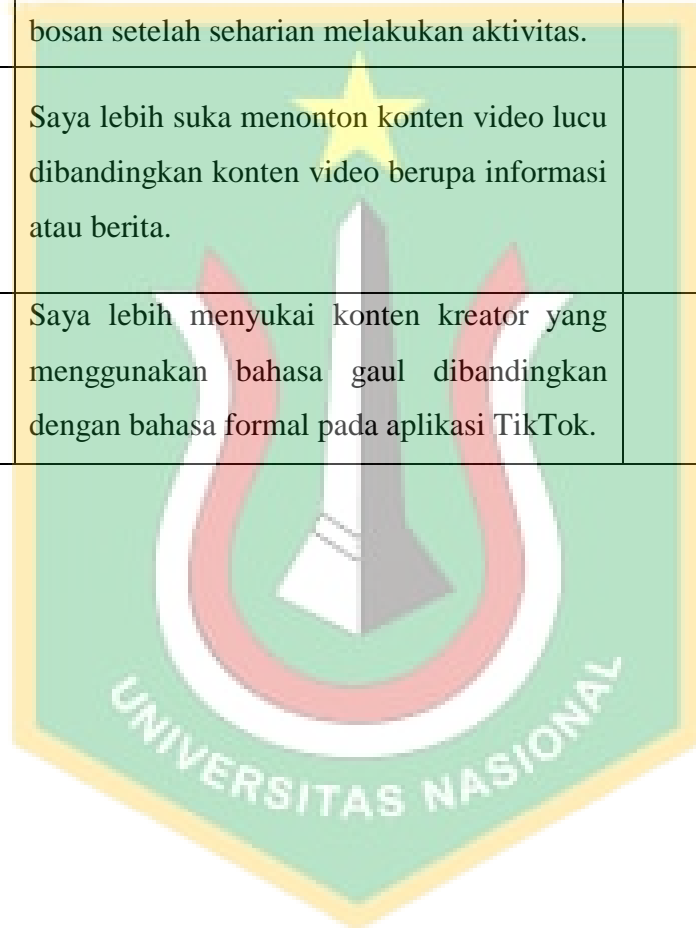 bosan setelah seharian melakukan aktivitas.
Saya lebih suka menonton konten video lucu
dibandingkan konten video berupa informasi
atau berita.
Saya lebih menyukai konten kreator yang
menggunakan bahasa gaul dibandingkan
dengan bahasa formal pada aplikasi TikTok.
UNIVERSITAS NASIONAL